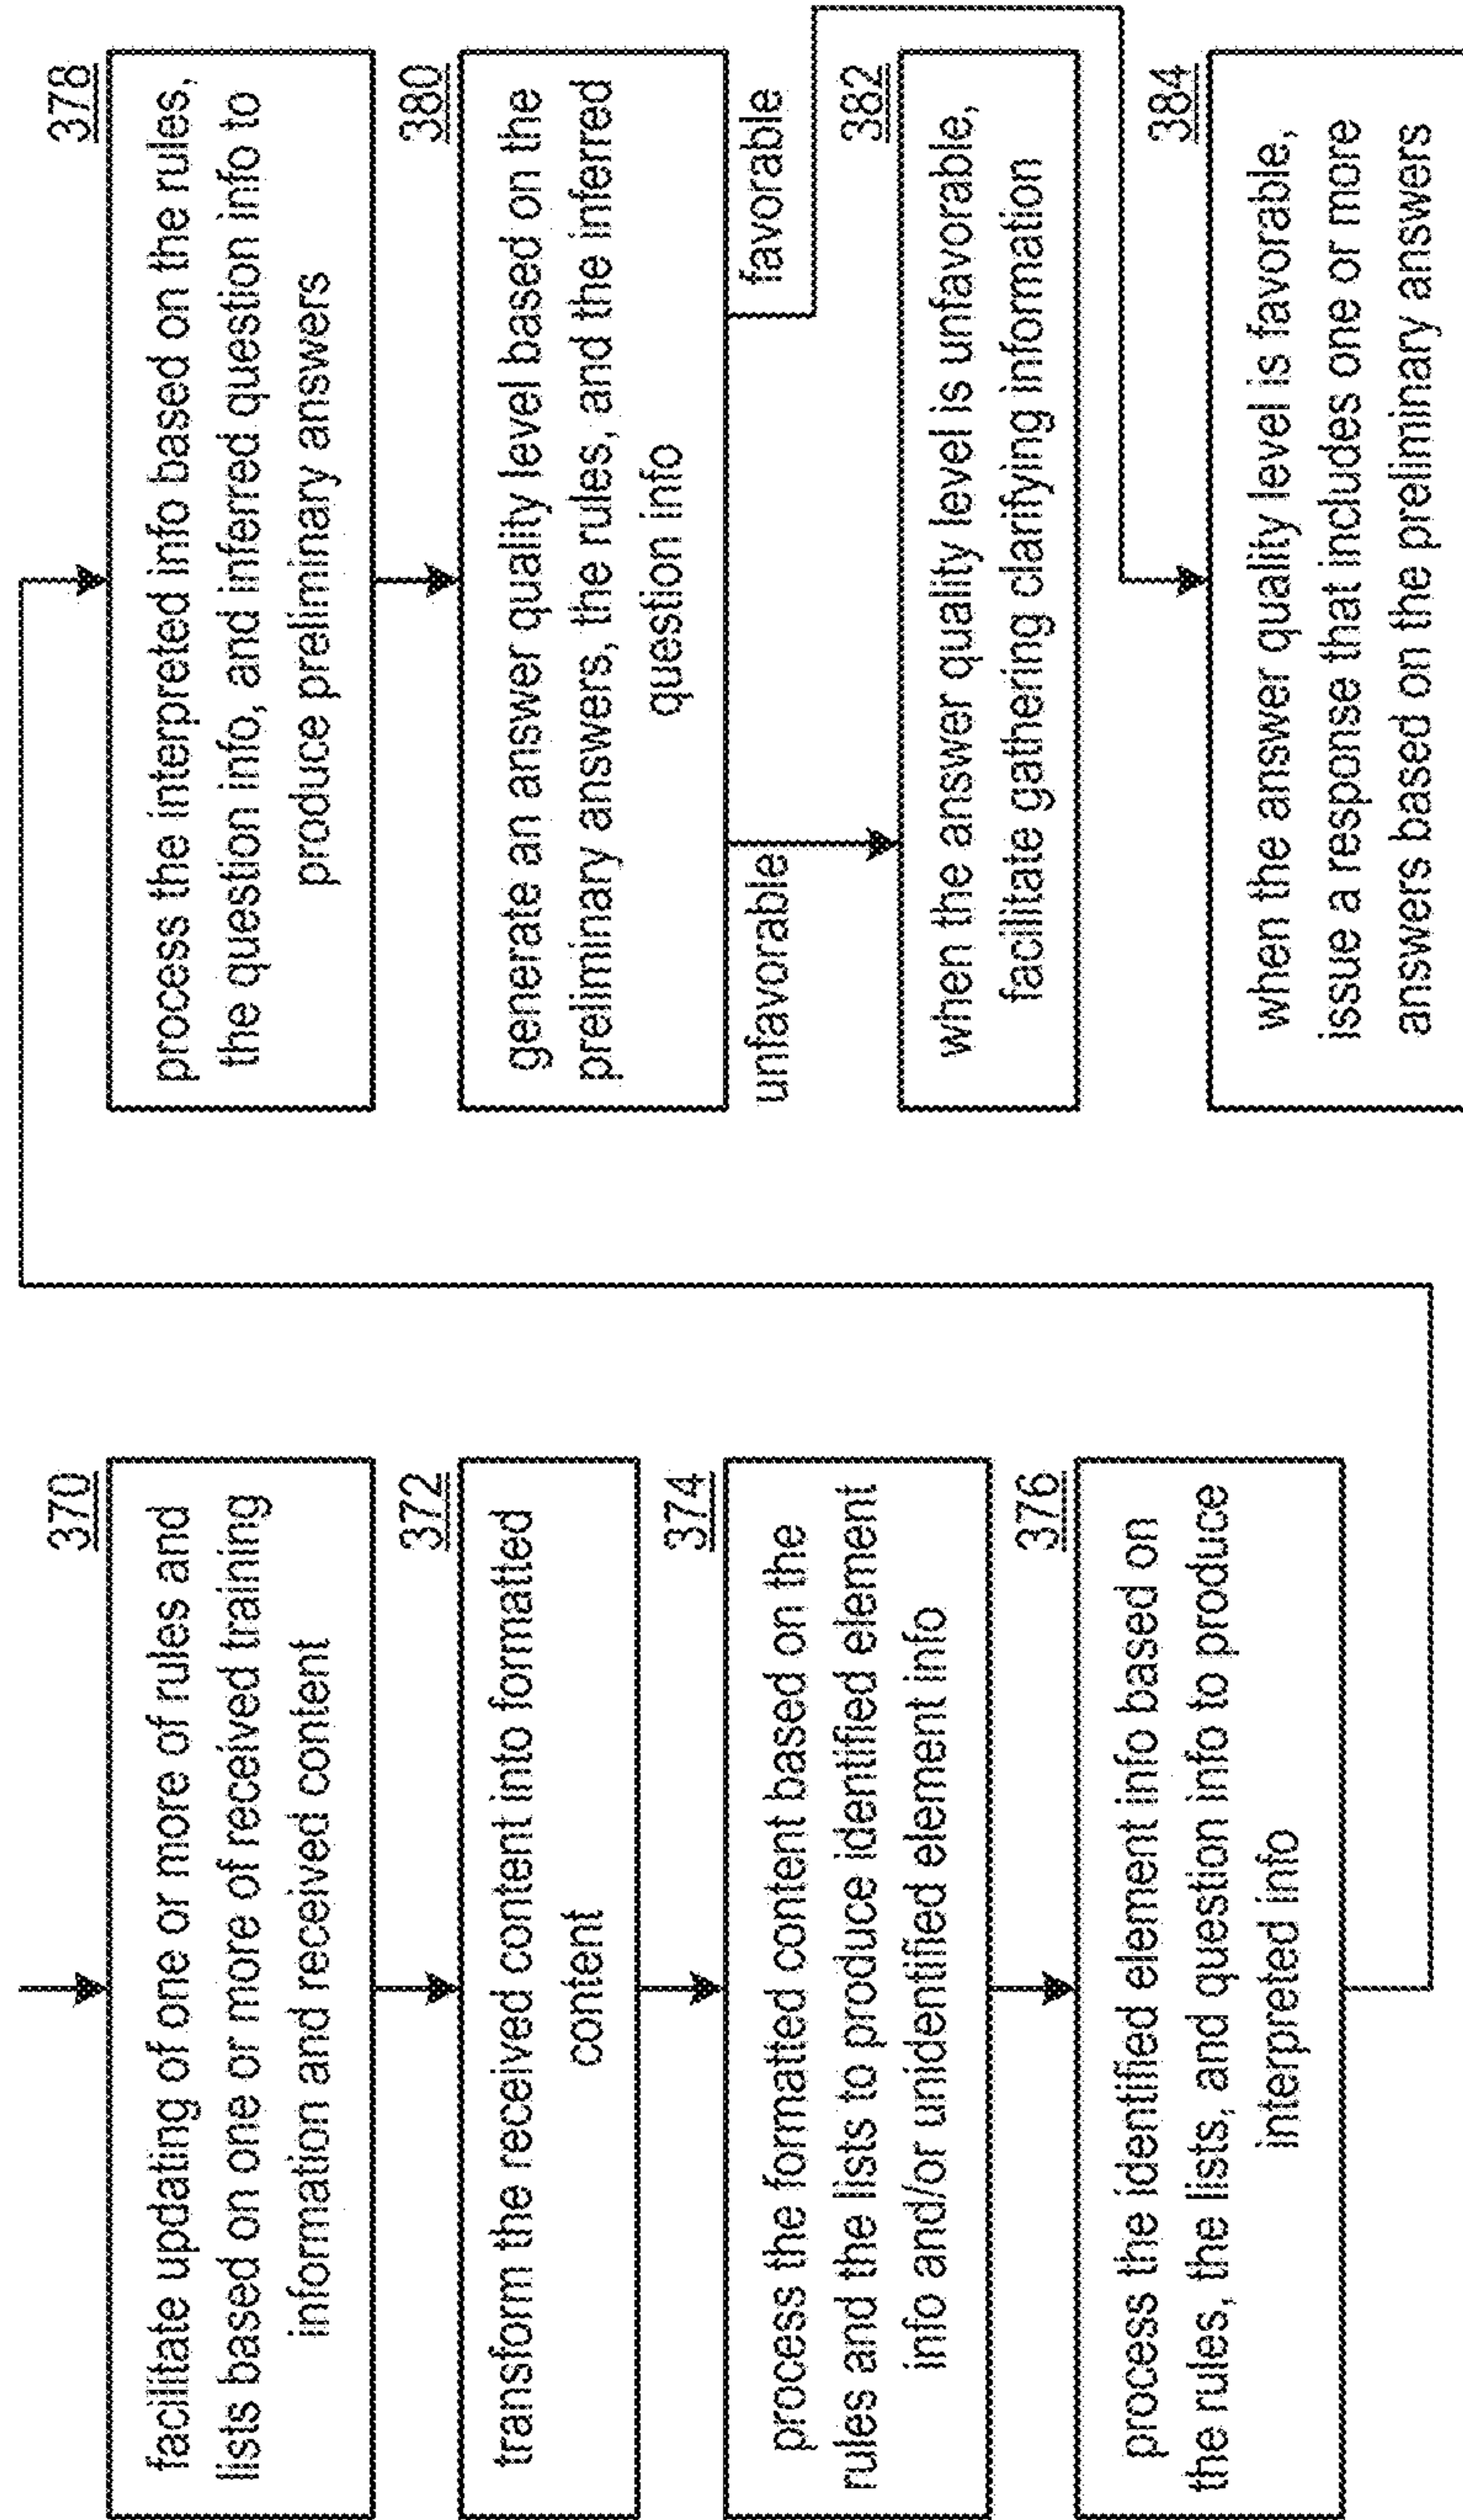 370
facilitate updating of one or more of rules and
lists based on one or more of received training
information and received content
372
transform the received content into formatted
content
374
process the formatted content based on the
rules and the lists to produce identified element
info and/or unidentified element info
376
process the identified element info based on
the rules, the lists, and question info to produce
interpreted info
378
process the interpreted info based on the rules,
the question info, and inferred question info to
produce preliminary answers
380
generate an answer quality level based on the
preliminary answers, the rules, and the inferred
question info
unfavorable
favorable
382
when the answer quality level is unfavorable,
facilitate gathering clarifying information
384
when the answer quality level is favorable,
issue a response that includes one or more
answers based on the preliminary answers